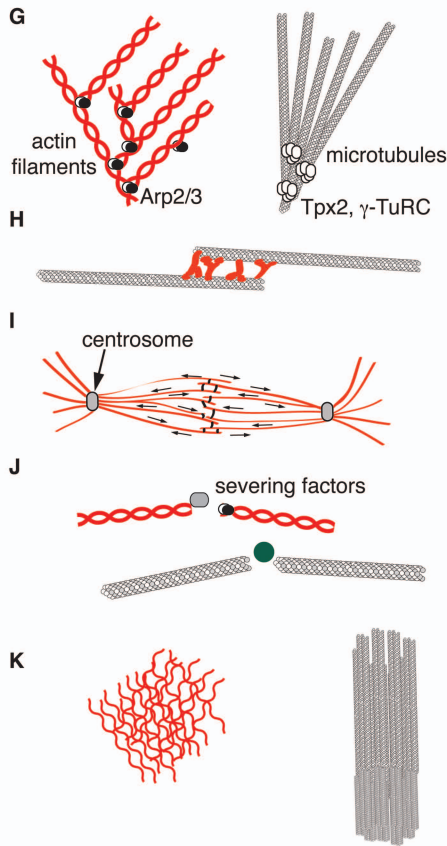 G
actin
filaments
Arp2/3
microtubules
Tpx2, γ-TuRC
H
I
centrosome
J
severing factors
K